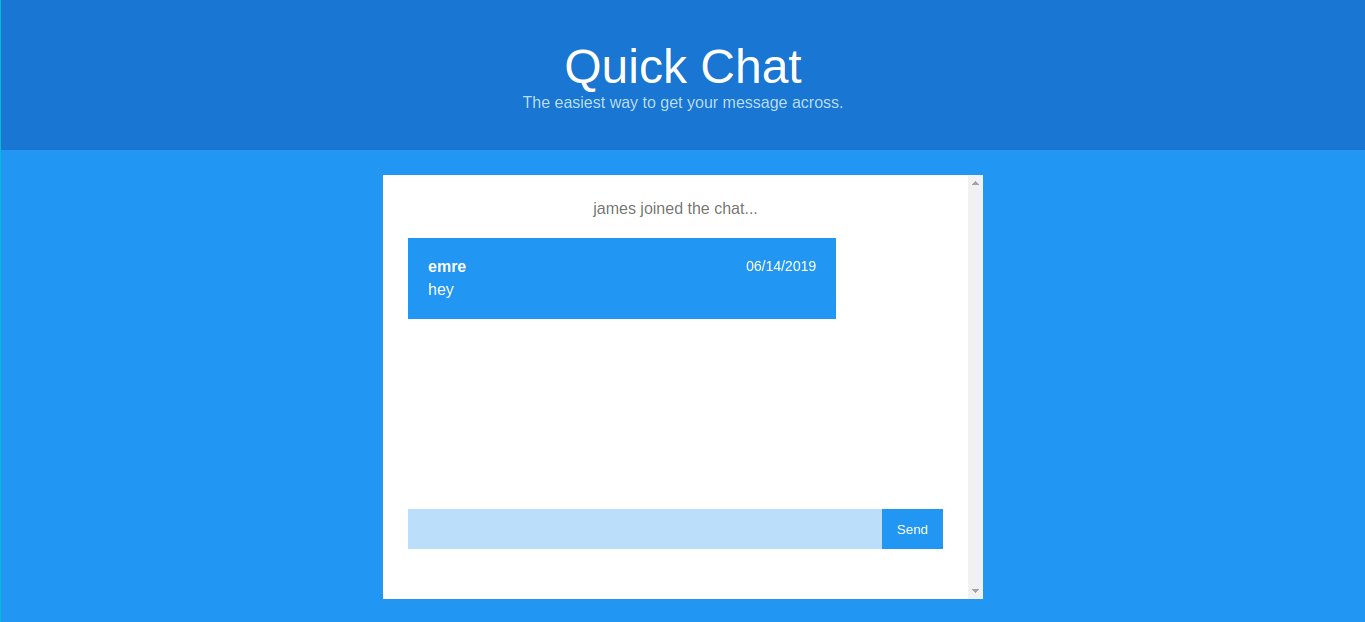 Quick Chat
The easiest way to get your message across.
james joined the chat...
emre 06/14/2019
hey
Send